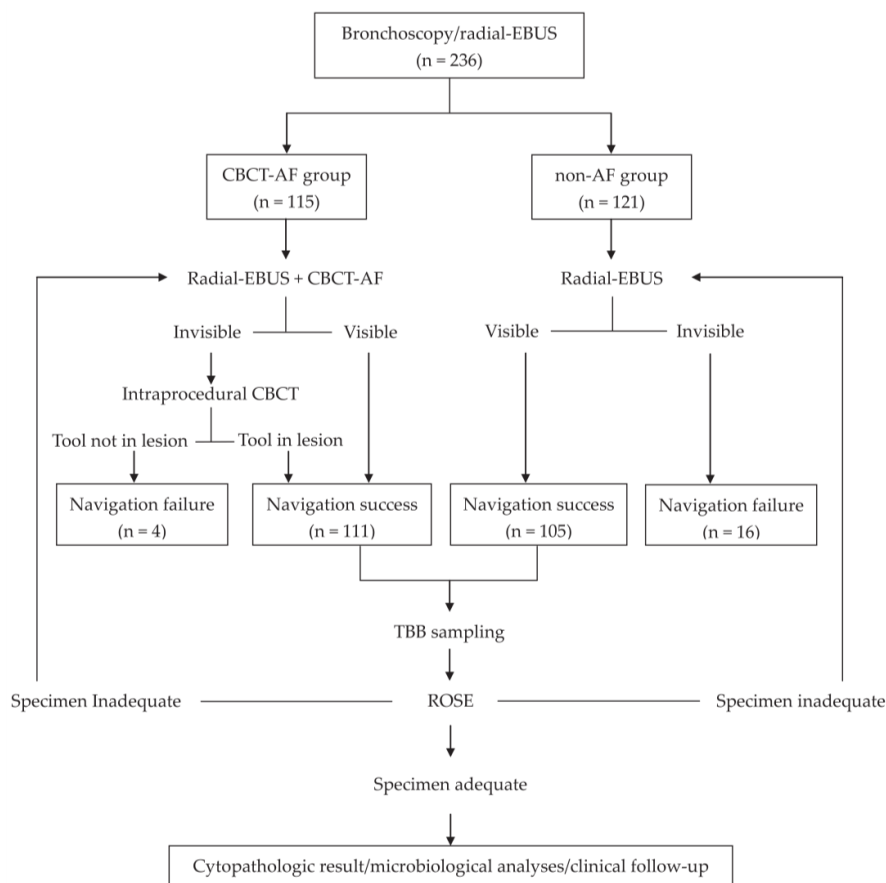 Bronchoscopy/radial-EBUS
(n = 236)
CBCT-AF group
(n = 115)
non-AF group
(n = 121)
Radial-EBUS + CBCT-AF
Radial-EBUS
Invisible
Visible
Visible
Invisible
Intraprocedural CBCT
Tool not in lesion
Tool in lesion
Navigation failure
(n = 4)
Navigation success
(n = 111)
Navigation success
(n = 105)
Navigation failure
(n = 16)
TBB sampling
Specimen Inadequate
ROSE
Specimen inadequate
Specimen adequate
Cytopathologic result/microbiological analyses/clinical follow-up